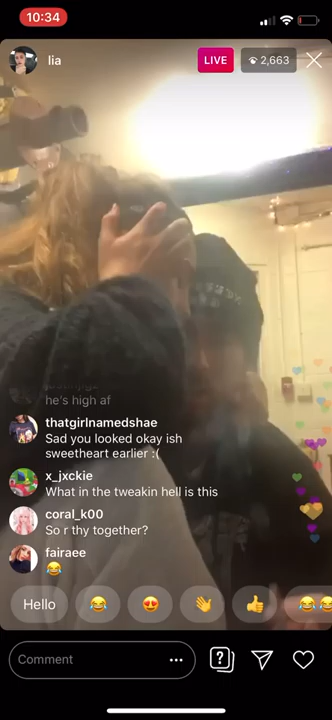 10:34
lia
LIVE
2,663
he's high af
thatgirlnamedshae
Sad you looked okay ish
sweetheart earlier :(
x_jxckie
What in the tweakin hell is this
coral_k00
So r thy together?
fairaee
😂
Hello
Comment